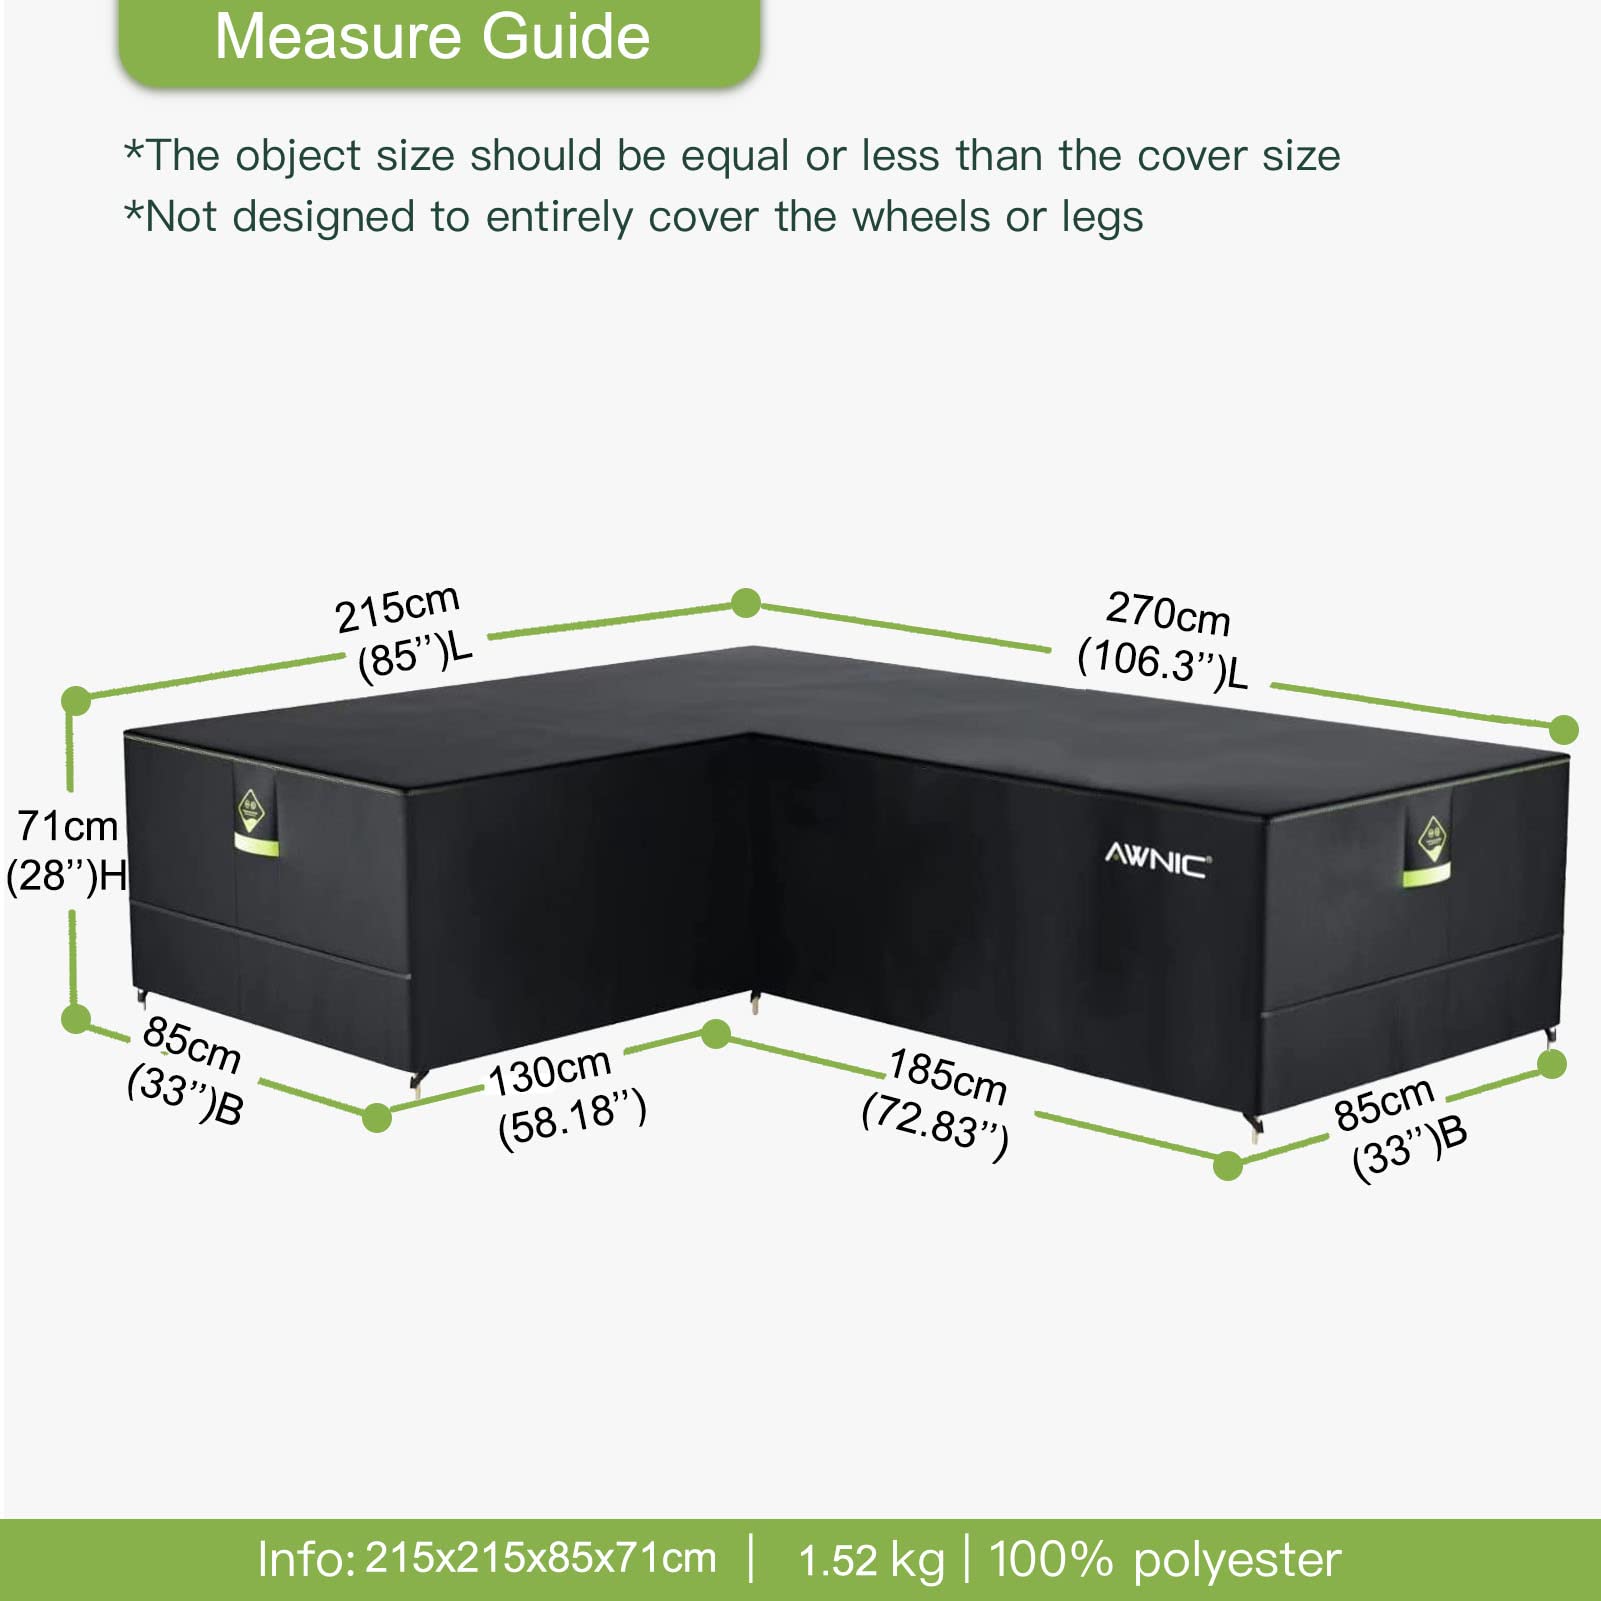 Measure Guide
*The object size should be equal or less than the cover size
*Not designed to entirely cover the wheels or legs
215cm
(85’’)L
270cm
(106.3’’)L
71cm
(28’’)H
AWNIC®
85cm
(33’’)B
130cm
(58.18’’)
185cm
(72.83’’)
85cm
(33’’)B
Info: 215x215x85x71cm | 1.52 kg | 100% polyester